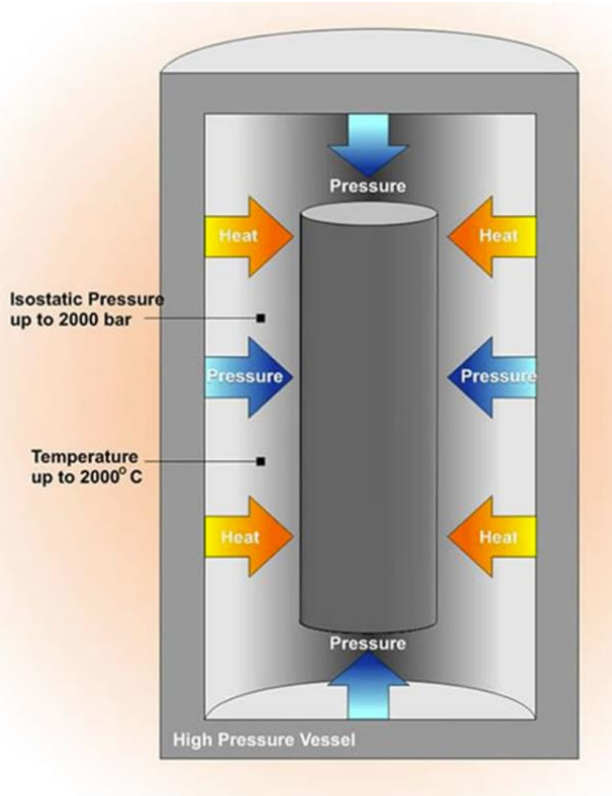 Pressure
Heat
Heat
Isostatic Pressure
up to 2000 bar
Pressure
Pressure
Temperature
up to 2000° C
Heat
Heat
Pressure
High Pressure Vessel